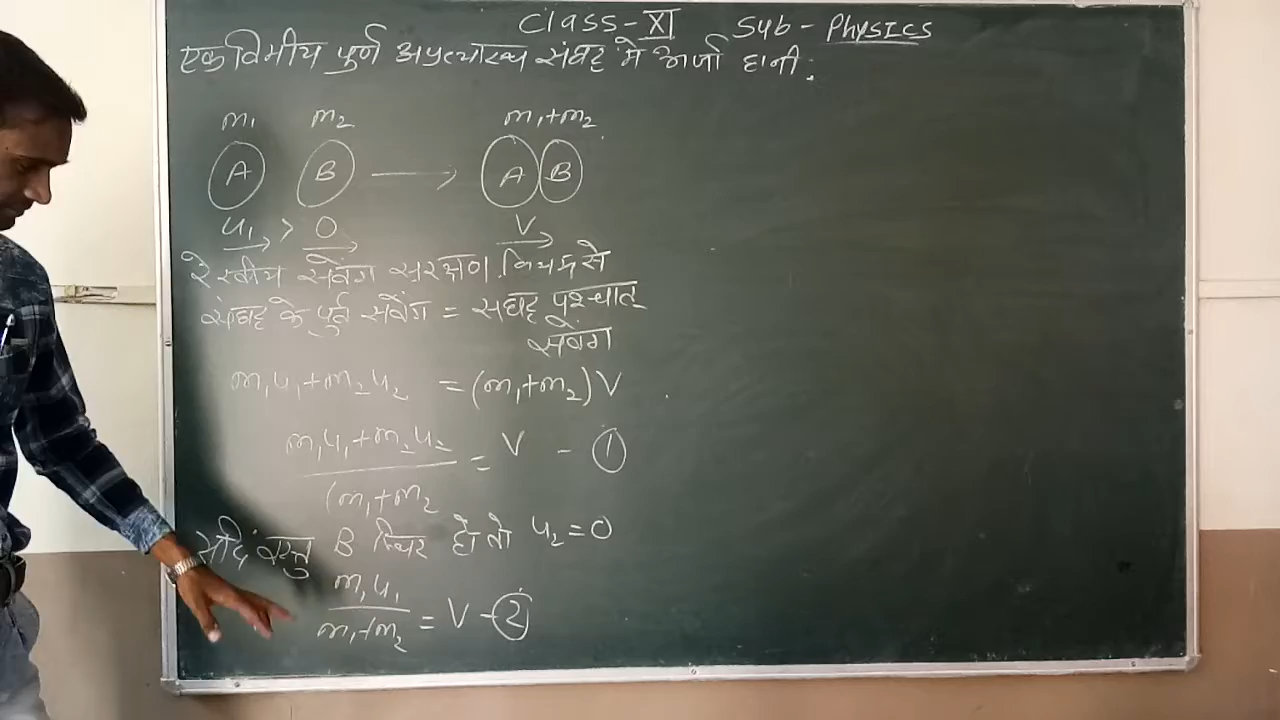 Class-XI Sub- Physics
एकविमीय पुर्ण अप्रत्यास्थ संघट्ट मे ऊर्जा हानी :
m₁ m₂ m₁+m₂
A B → A B
u₁ > 0 V
रेखीय संवेग संरक्षण नियम से
संघट्ट के पुर्व संवेग = संघट्ट पश्चात
संवेग
m₁u₁+m₂u₂ = (m₁+m₂)V
m₁u₁+m₂u₂
= V - ①
(m₁+m₂
यदि वस्तु B स्थिर हो तो u₂=0
m₁u₁
= V - ②
m₁+m₂